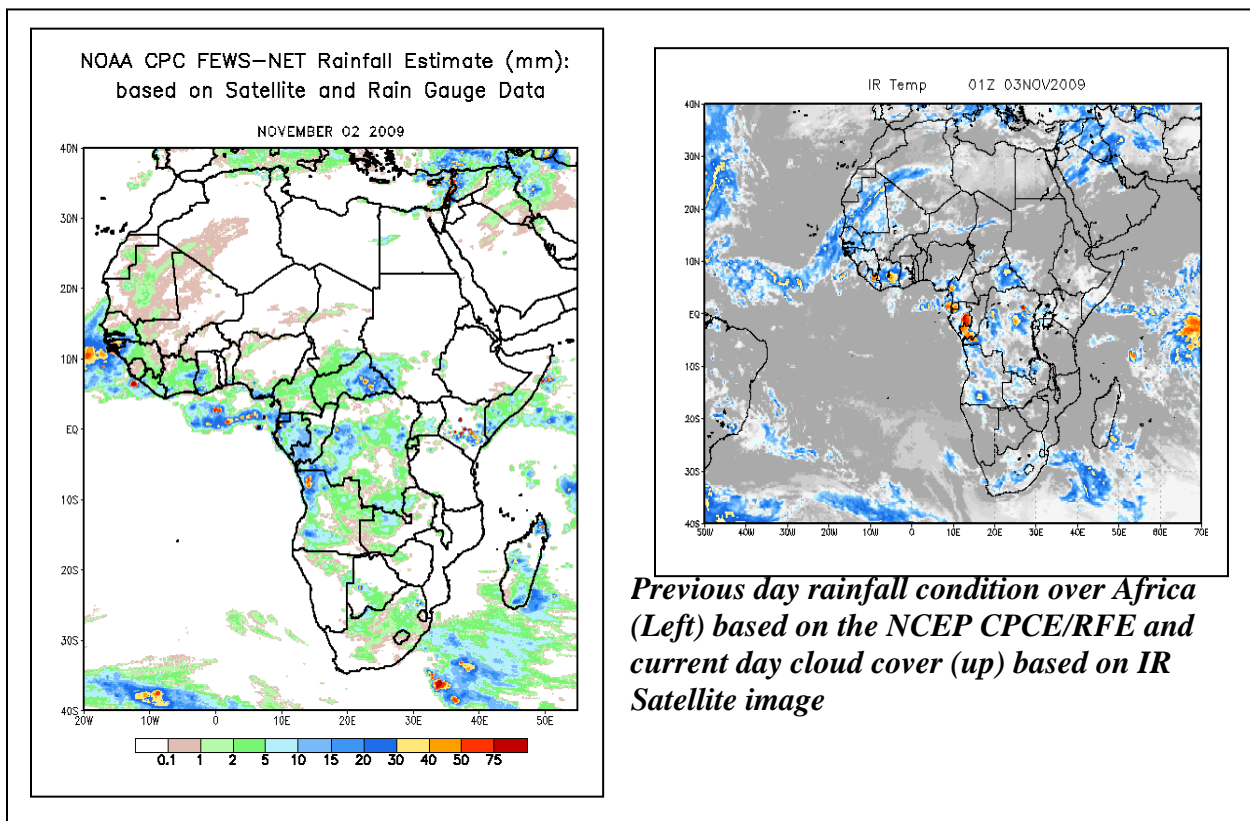 NOAA CPC FEWS-NET Rainfall Estimate (mm):
based on Satellite and Rain Gauge Data
NOVEMBER 02 2009
40N
30N
20N
10N
EQ
10S
20S
30S
40S
20W 10W 0 10E 20E 30E 40E 50E
0.1 1 2 5 10 15 20 30 40 50 75
IR Temp 01Z 03NOV2009
40N
30N
20N
10N
EQ
10S
20S
30S
40S
50W 40W 30W 20W 10W 0 10E 20E 30E 40E 50E 60E 70E
Previous day rainfall condition over Africa
(Left) based on the NCEP CPCE/RFE and
current day cloud cover (up) based on IR
Satellite image